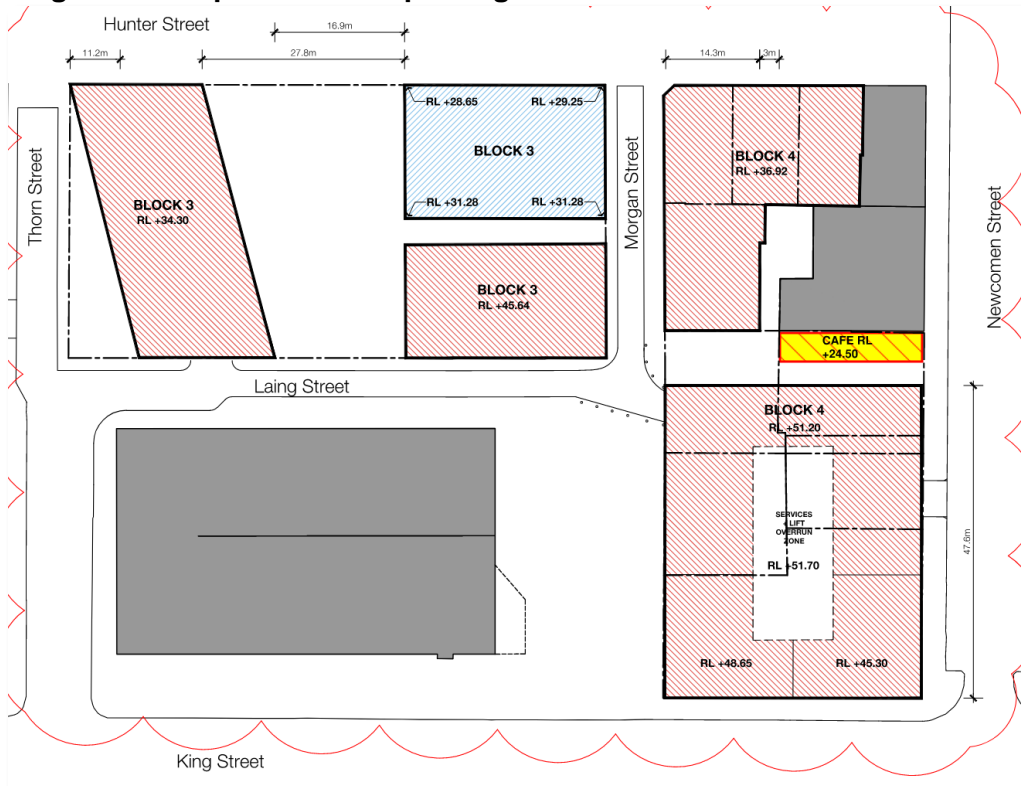 Hunter Street
16.9m
11.2m
27.8m
14.3m
3m
RL +28.65
RL +29.25
BLOCK 3
RL +31.28
RL +31.28
BLOCK 3
RL +34.30
BLOCK 3
RL +45.64
BLOCK 4
RL +36.92
Thorn Street
Morgan Street
Newcomen Street
CAFE RL
+24.50
Laing Street
BLOCK 4
RL +51.20
SERVICES
LIFT
OVERRUN
ZONE
RL +51.70
47.6m
RL +48.65
RL +45.30
King Street